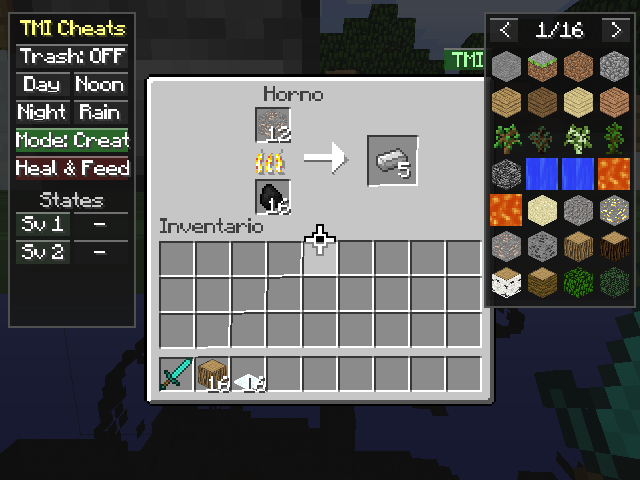 TMI Cheats
Trash: OFF
Day Noon
Night Rain
Mode: Creat
Heal & Feed
States
Sv 1 -
Sv 2 -
TMI
< 1/16 >
Horno
12
16
5
Inventario
16 16